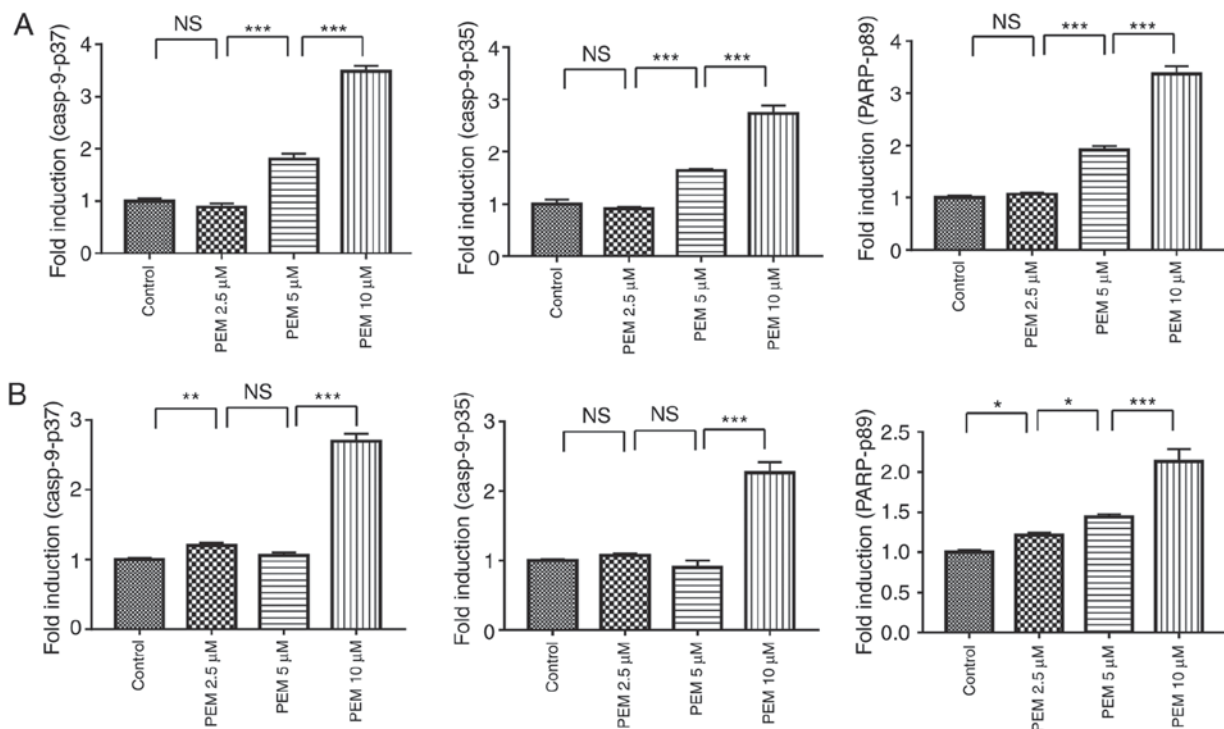 A
NS *** ***
Fold induction (casp-9-p37)
4
3
2
1
0
Control
PEM 2.5 µM
PEM 5 µM
PEM 10 µM
NS *** ***
Fold induction (casp-9-p35)
4
3
2
1
0
Control
PEM 2.5 µM
PEM 5 µM
PEM 10 µM
NS *** ***
Fold induction (PARP-p89)
4
3
2
1
0
Control
PEM 2.5 µM
PEM 5 µM
PEM 10 µM
B
** NS ***
Fold induction (casp-9-p37)
3
2
1
0
Control
PEM 2.5 µM
PEM 5 µM
PEM 10 µM
NS NS ***
Fold induction (casp-9-p35)
3
2
1
0
Control
PEM 2.5 µM
PEM 5 µM
PEM 10 µM
* * ***
Fold induction (PARP-p89)
2.5
2.0
1.5
1.0
0.5
0.0
Control
PEM 2.5 µM
PEM 5 µM
PEM 10 µM